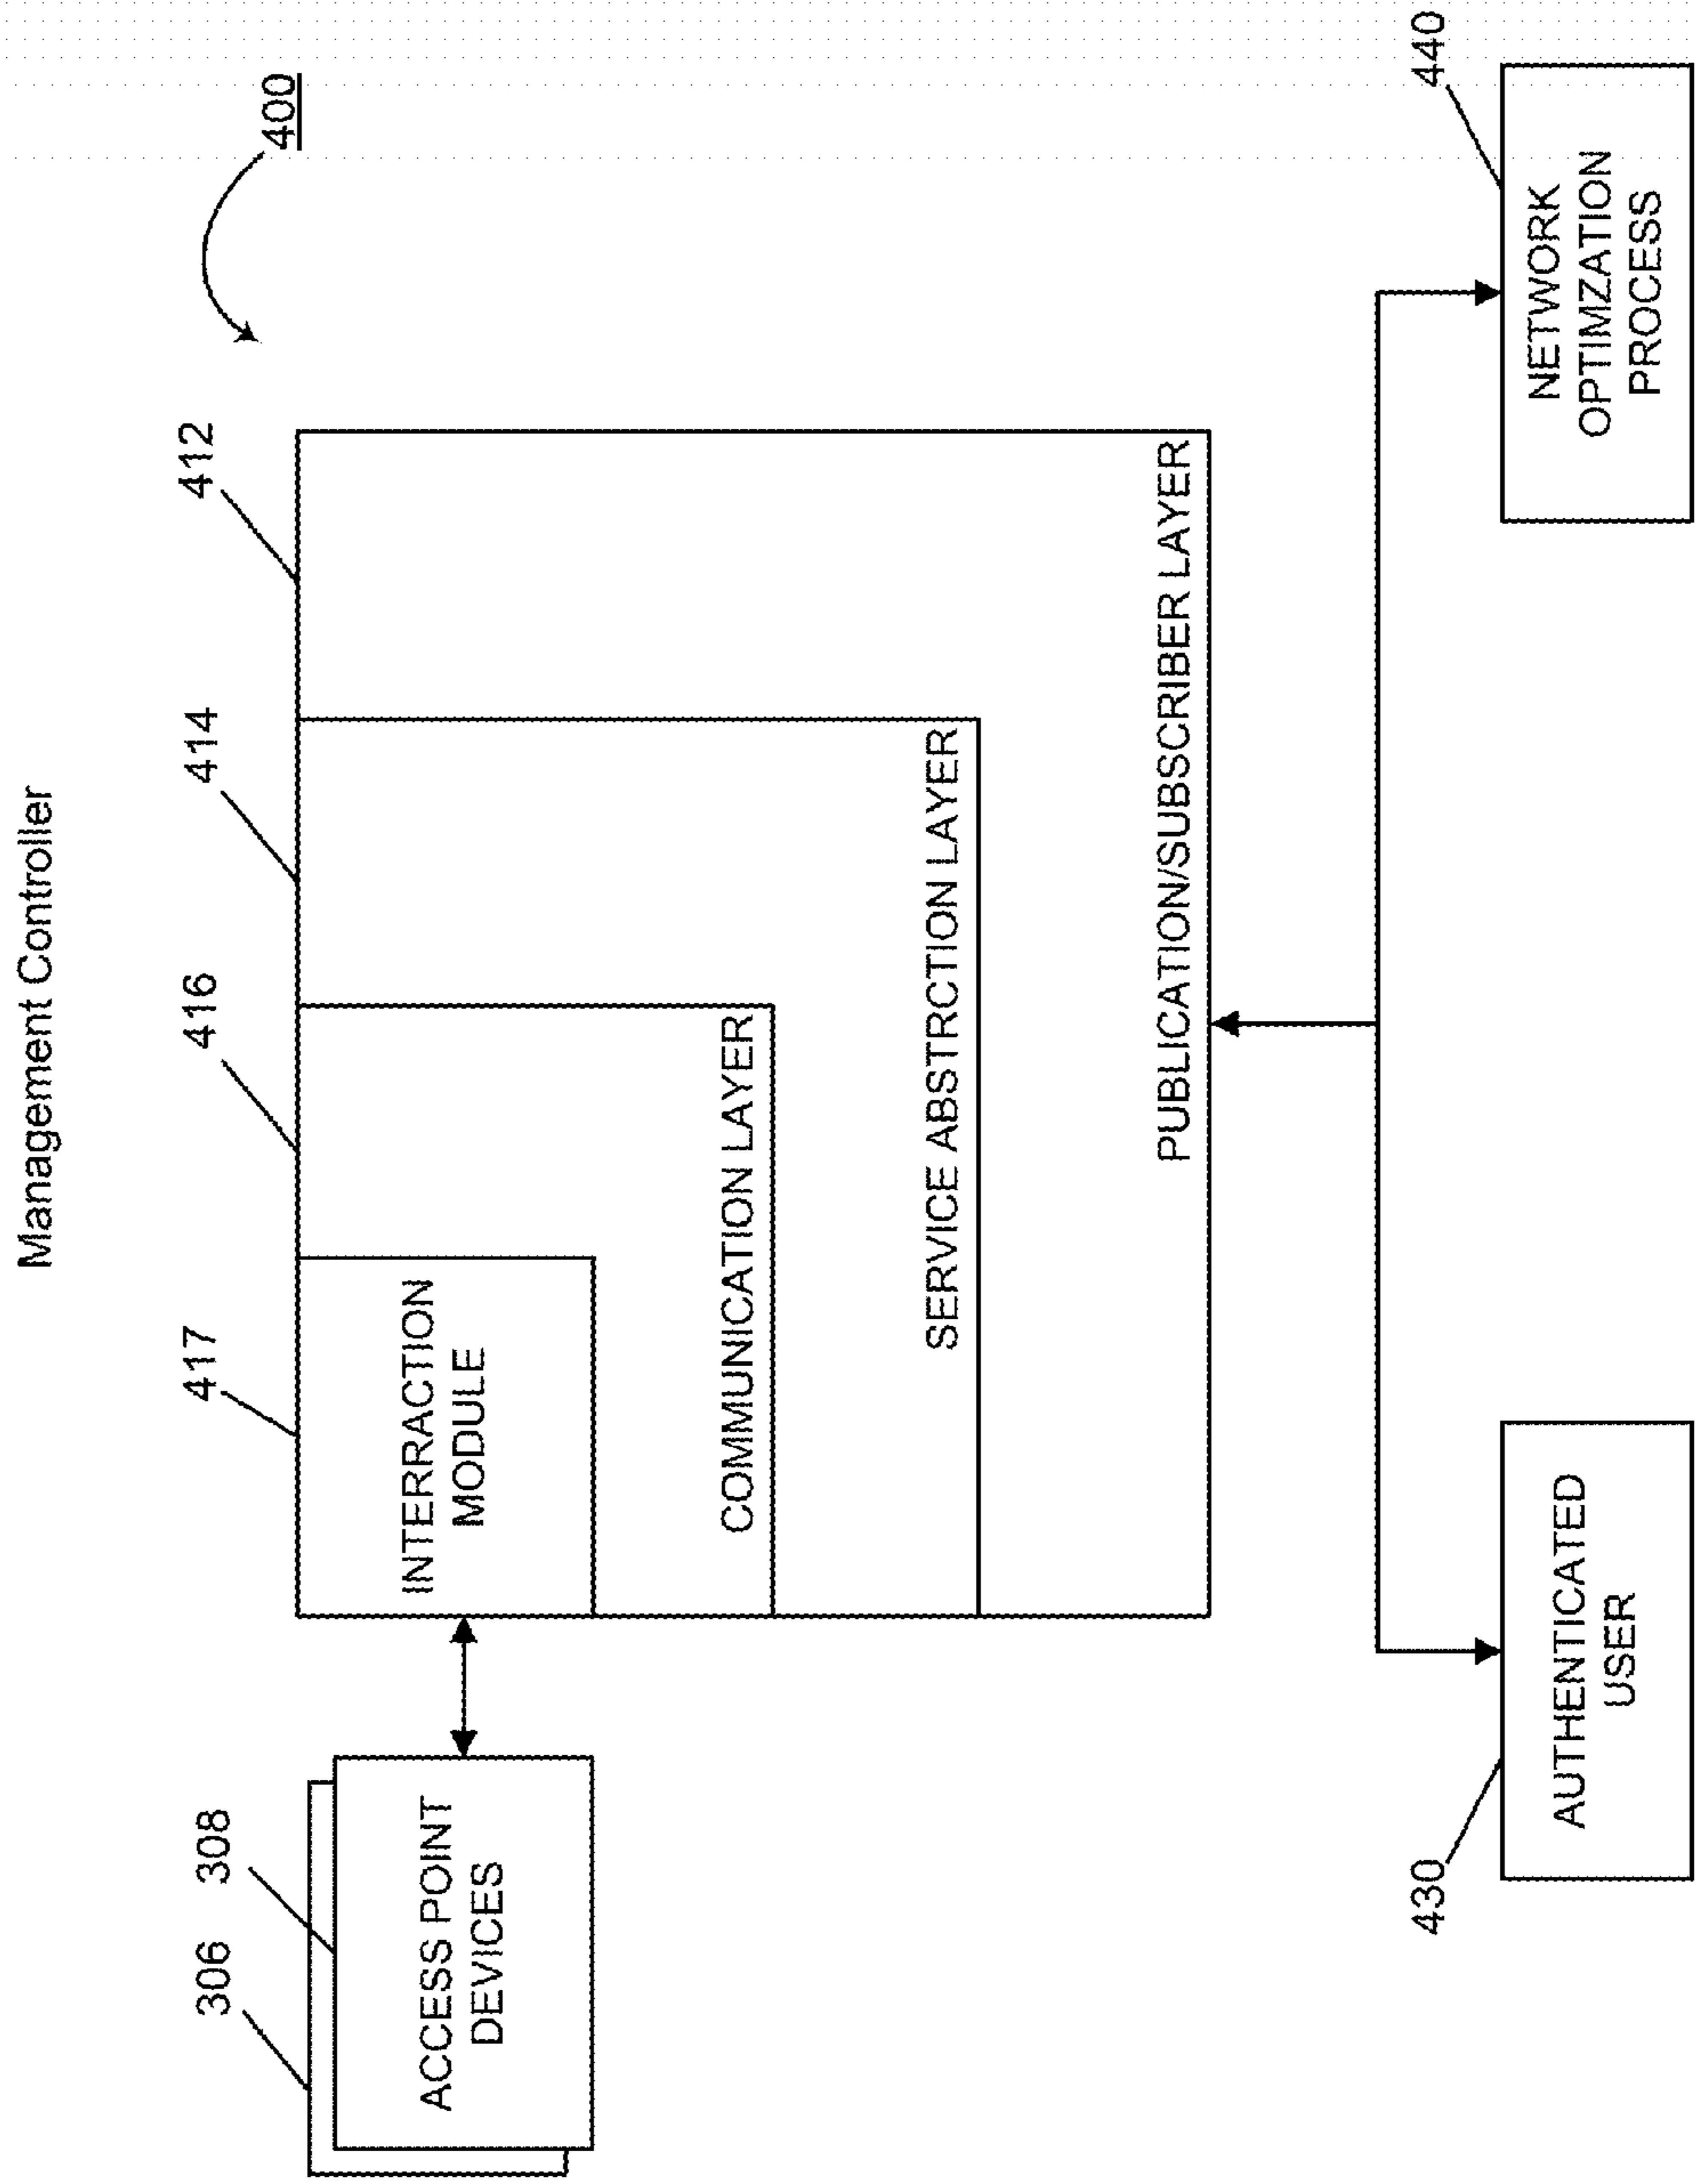 Management Controller
400
306
308
417
416
414
412
ACCESS POINT
DEVICES
INTERRACTION
MODULE
COMMUNICATION LAYER
SERVICE ABSTRCTION LAYER
PUBLICATION/SUBSCRIBER LAYER
430
440
AUTHENTICATED
USER
NETWORK
OPTIMIZATION
PROCESS